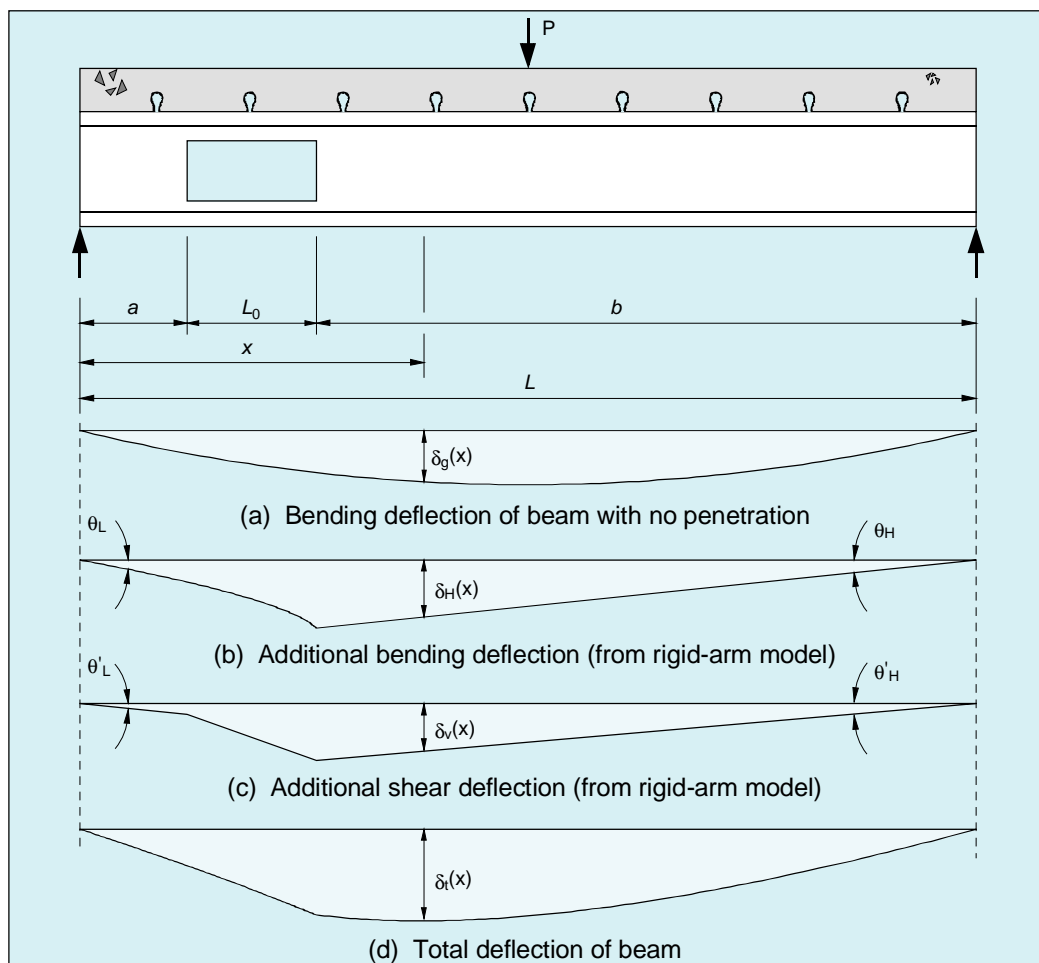 P
a L0 b
x
L
δg(x)
(a) Bending deflection of beam with no penetration
θL θH
δH(x)
(b) Additional bending deflection (from rigid-arm model)
θ'L θ'H
δv(x)
(c) Additional shear deflection (from rigid-arm model)
δt(x)
(d) Total deflection of beam